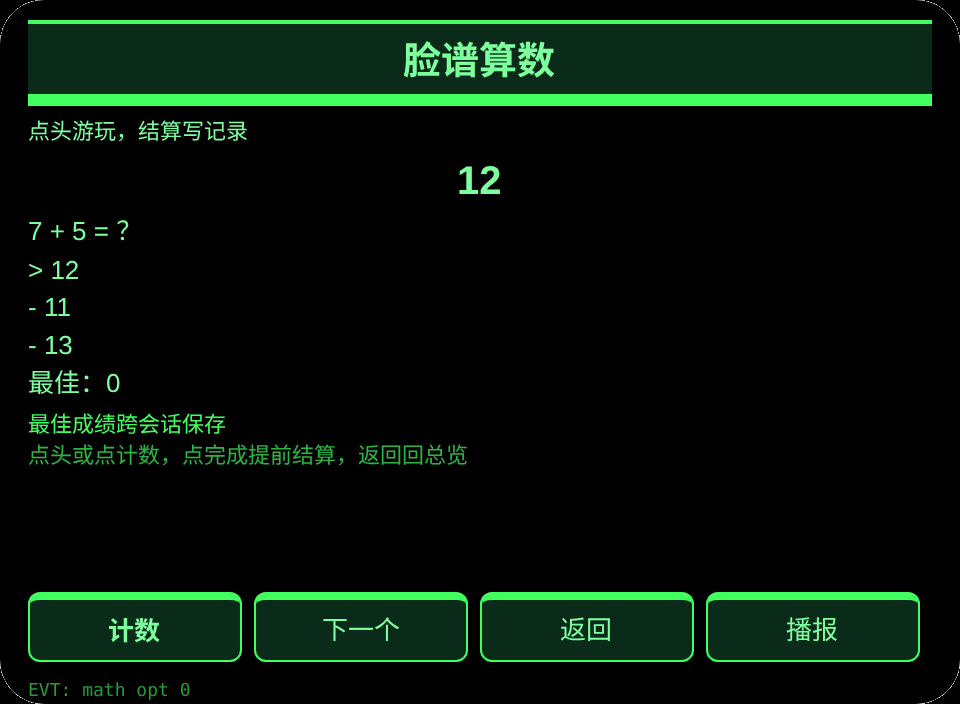 脸谱算数
点头游玩，结算写记录
12
7 + 5 = ？
> 12
- 11
- 13
最佳：0
最佳成绩跨会话保存
点头或点计数，点完成提前结算，返回回总览
计数
下一个
返回
播报
EVT: math opt 0